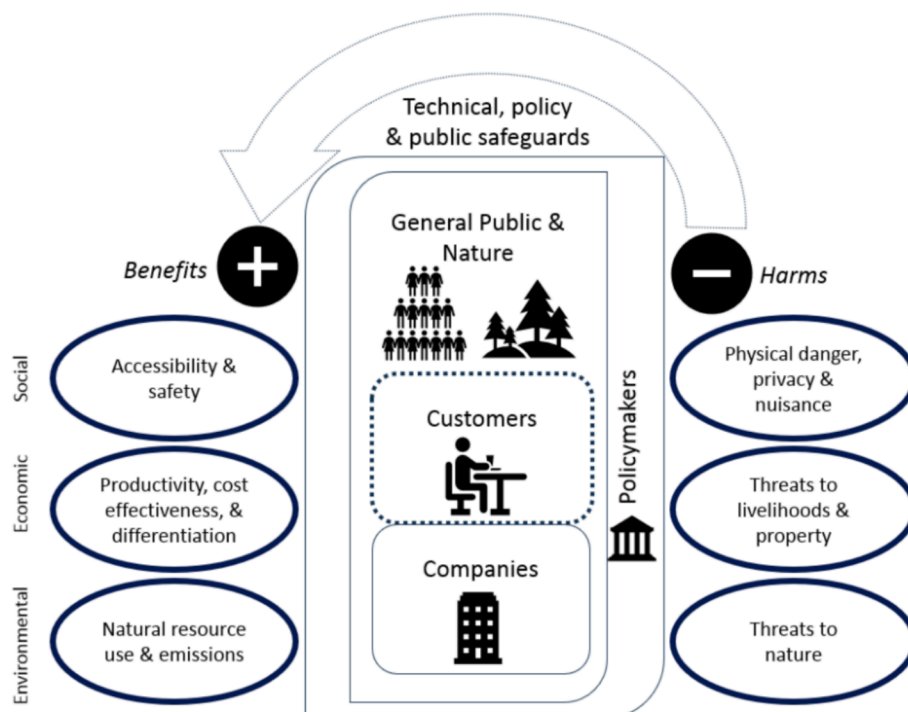 Technical, policy
& public safeguards
General Public &
Nature
Benefits
Harms
Social
Accessibility &
safety
Physical danger,
privacy &
nuisance
Customers
Policymakers
Economic
Productivity, cost
effectiveness, &
differentiation
Threats to
livelihoods &
property
Companies
Environmental
Natural resource
use & emissions
Threats to
nature